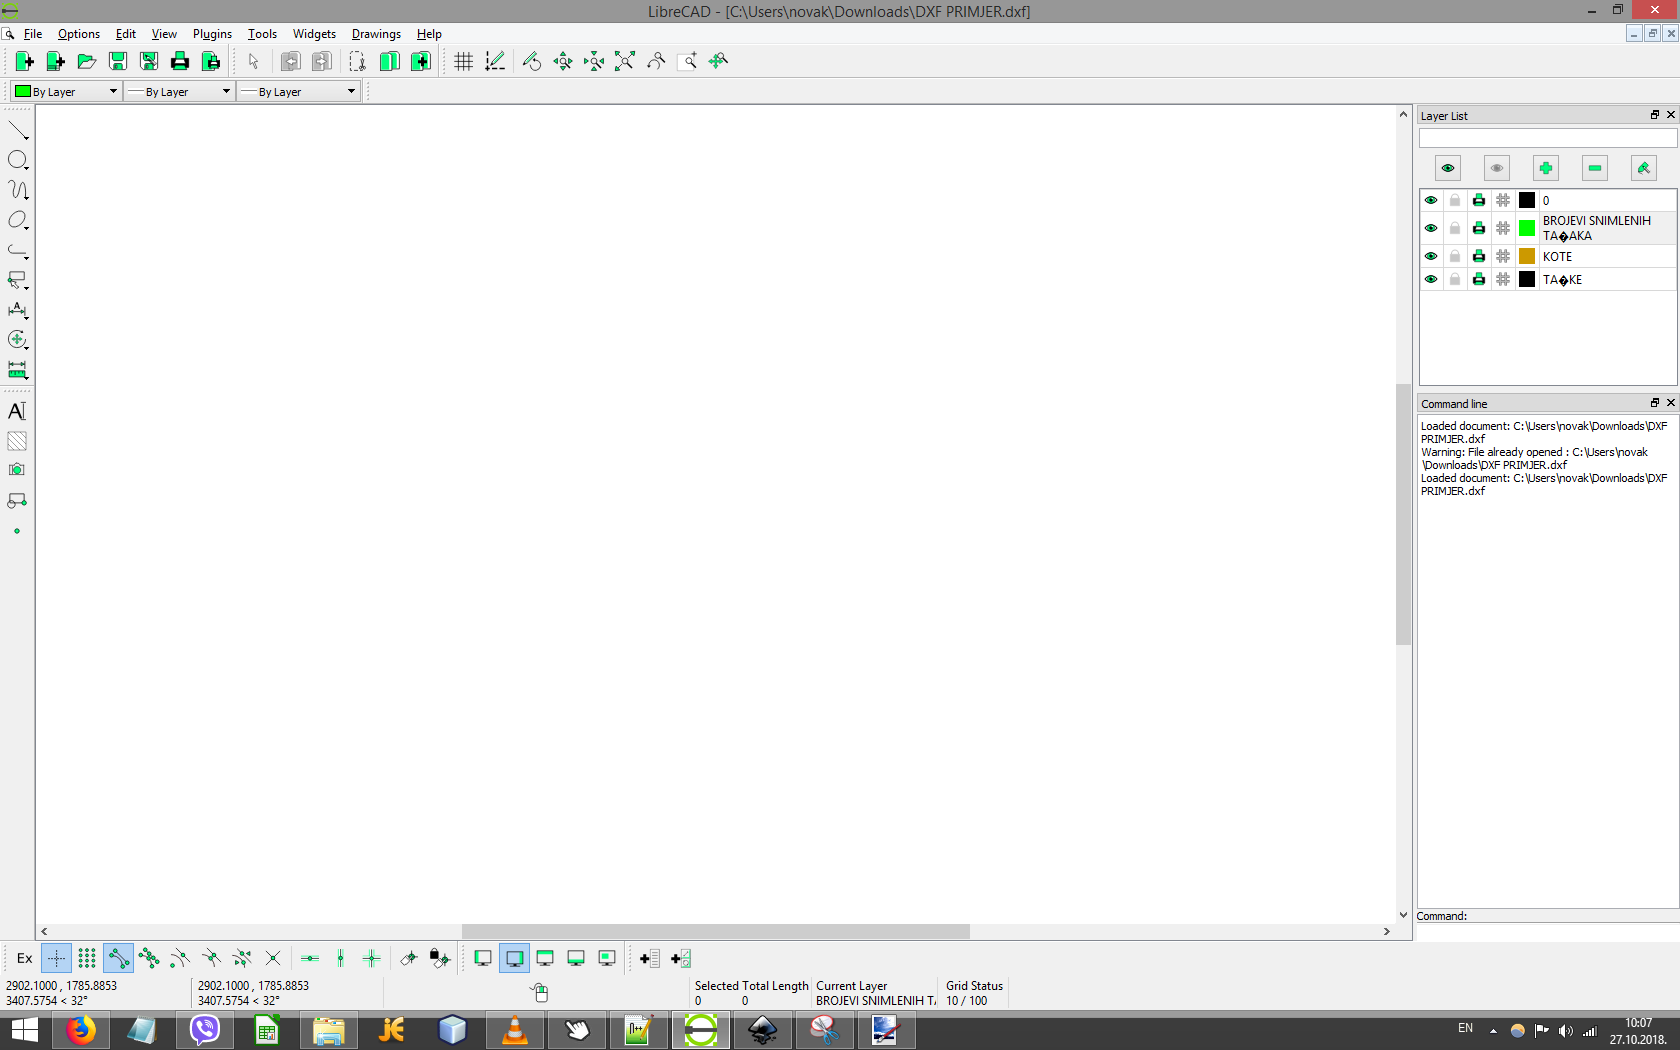 LibreCAD - [C:\Users\novak\Downloads\DXF PRIMJER.dxf]
File Options Edit View Plugins Tools Widgets Drawings Help
By Layer By Layer By Layer
Layer List
0
BROJEVI SNIMLENIH
TA�AKA
KOTE
TA�KE
Command line
Loaded document: C:\Users\novak\Downloads\DXF
PRIMJER.dxf
Warning: File already opened : C:\Users\novak
\Downloads\DXF PRIMJER.dxf
Loaded document: C:\Users\novak\Downloads\DXF
PRIMJER.dxf
Command:
Ex
2902.1000 , 1785.8853
3407.5754 < 32°
2902.1000 , 1785.8853
3407.5754 < 32°
Selected Total Length
0 0
Current Layer
BROJEVI SNIMLENIH T
Grid Status
10 / 100
EN
10:07
27.10.2018.